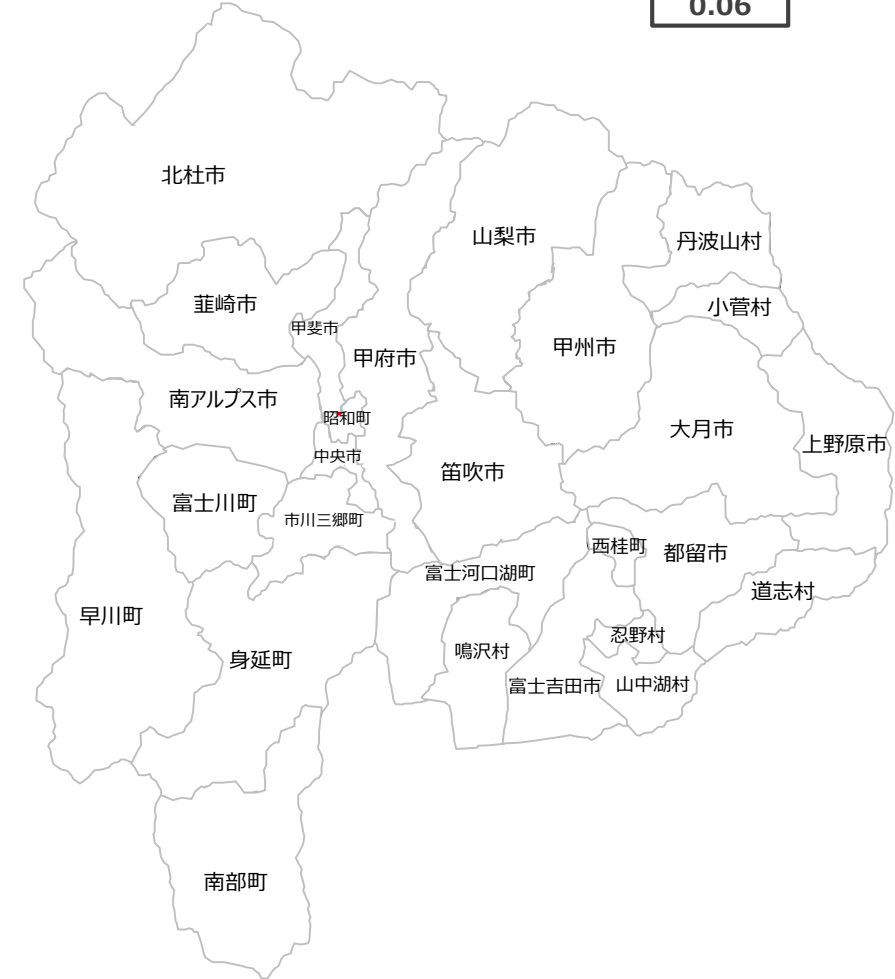 0.06
北杜市
山梨市
丹波山村
韮崎市
小菅村
甲斐市
甲府市
甲州市
南アルプス市
昭和町
大月市
上野原市
中央市
笛吹市
富士川町
市川三郷町
西桂町
都留市
富士河口湖町
道志村
早川町
忍野村
鳴沢村
身延町
富士吉田市
山中湖村
南部町